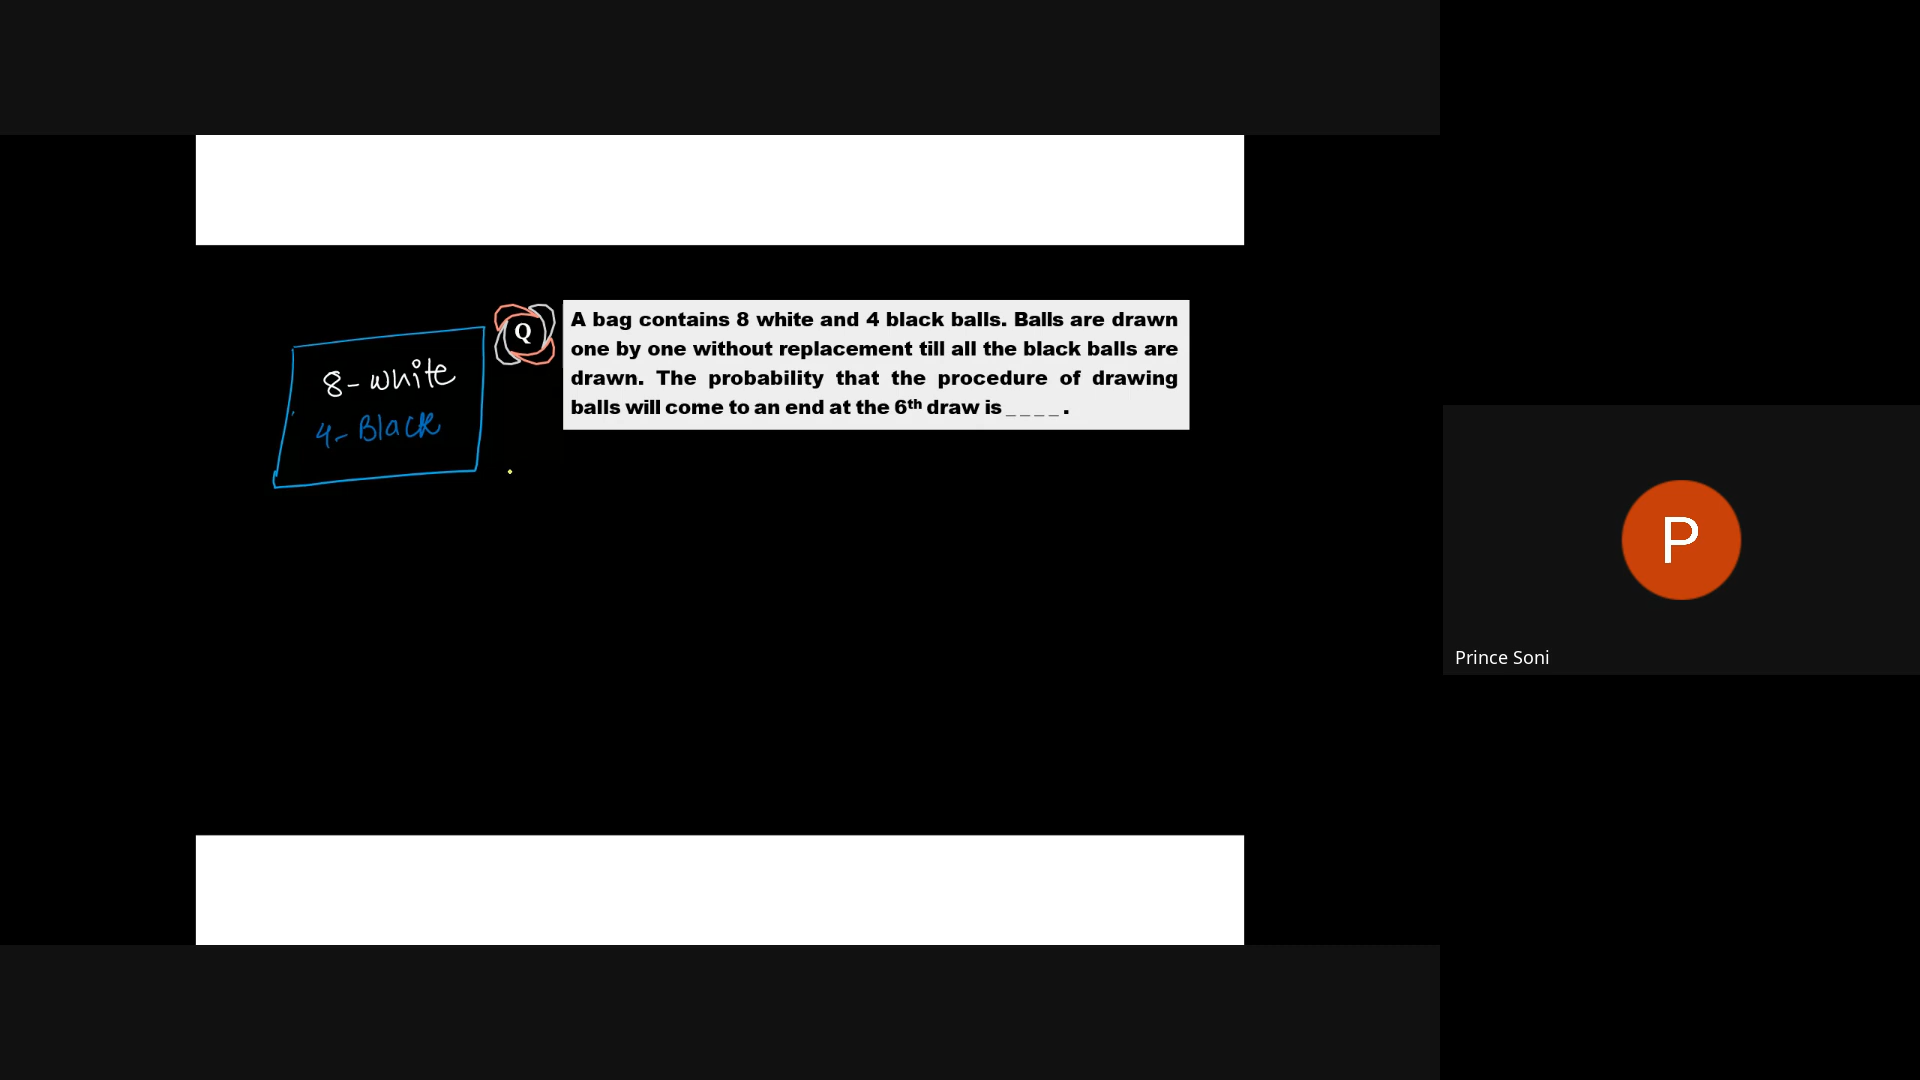 Q
A bag contains 8 white and 4 black balls. Balls are drawn
one by one without replacement till all the black balls are
drawn. The probability that the procedure of drawing
balls will come to an end at the 6th draw is _ _ _ _ .
8 - white
4 - Black
P
Prince Soni